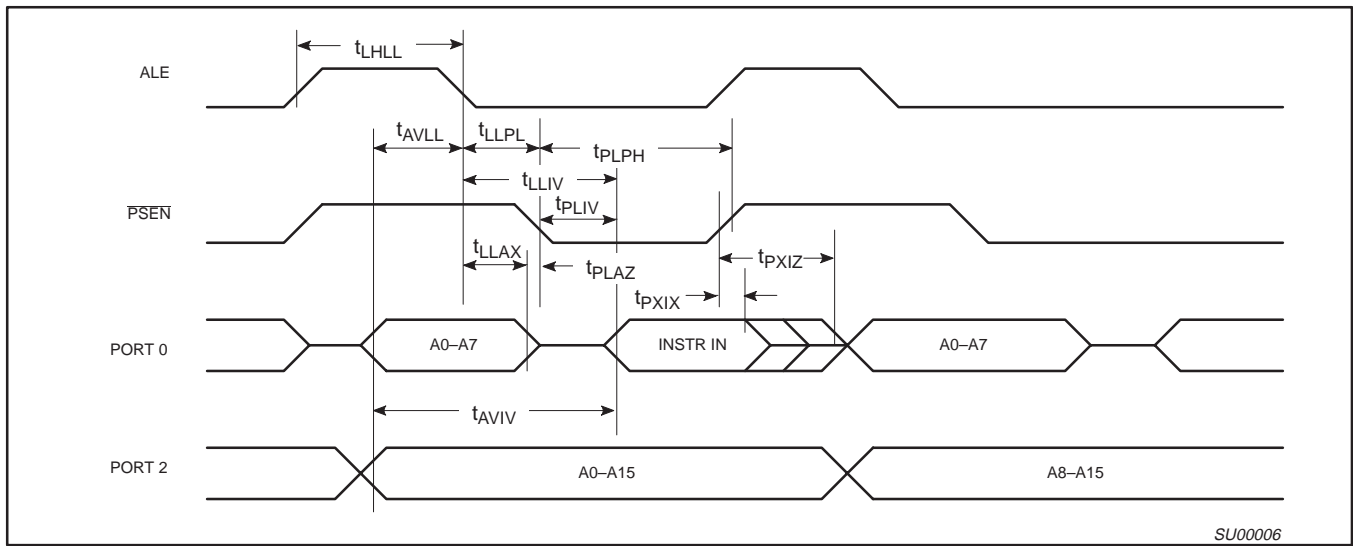 tLHLL
ALE
tAVLL
tLLPL
tPLPH
tLLIV
PSEN
tPLIV
tLLAX
tPLAZ
tPXIZ
tPXIX
PORT 0
A0–A7
INSTR IN
A0–A7
tAVIV
PORT 2
A0–A15
A8–A15
SU00006